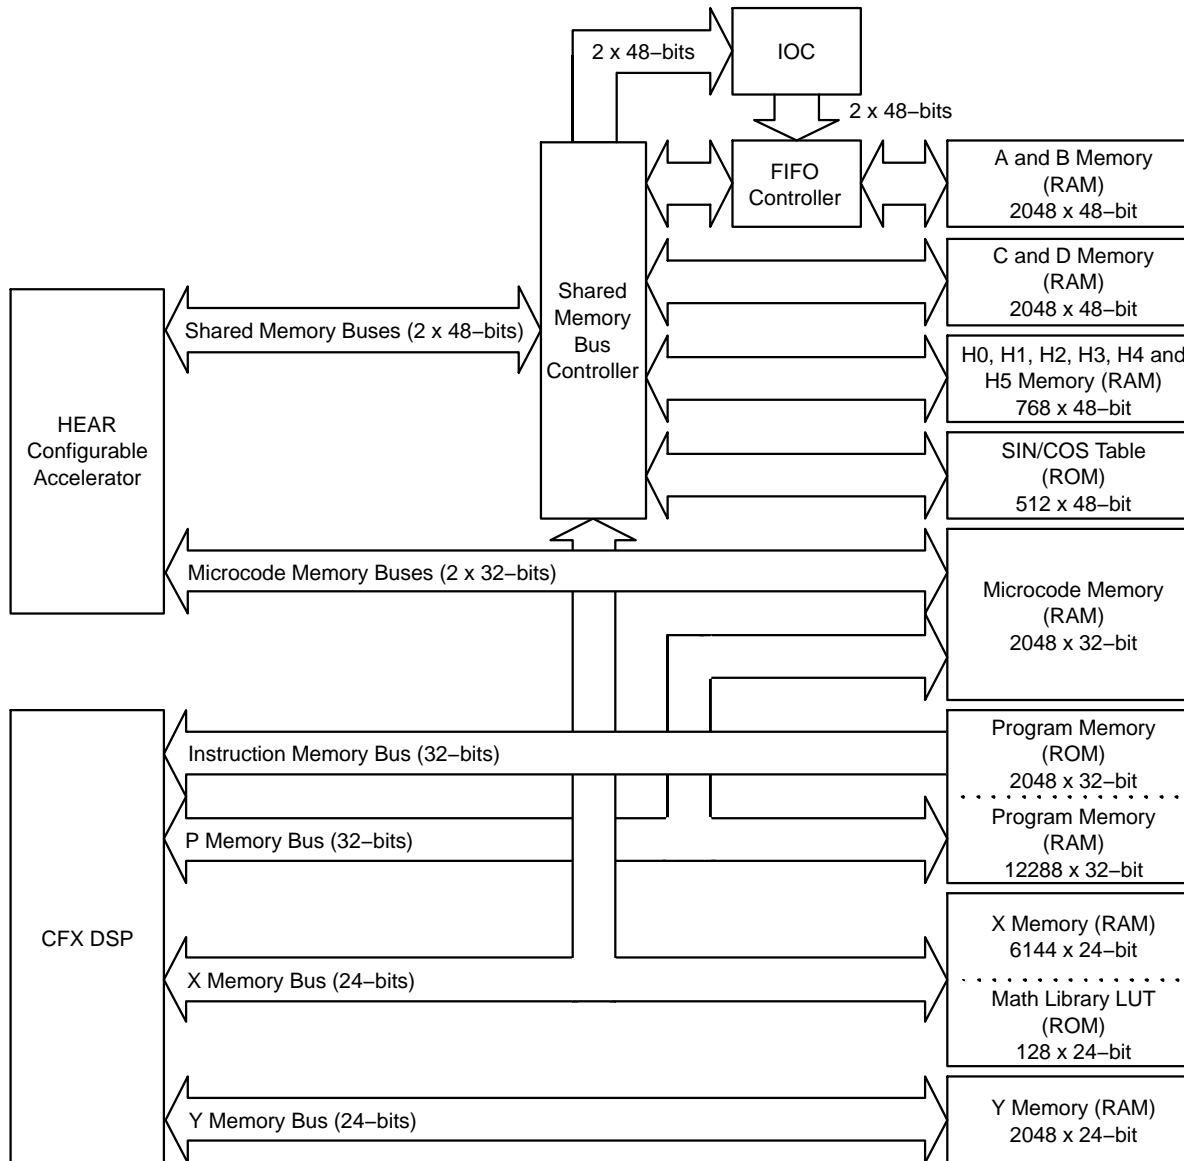 2 x 48−bits
IOC
2 x 48−bits
FIFO
Controller
A and B Memory
(RAM)
2048 x 48−bit
C and D Memory
(RAM)
2048 x 48−bit
Shared
Memory
Bus
Controller
Shared Memory Buses (2 x 48−bits)
H0, H1, H2, H3, H4 and
H5 Memory (RAM)
768 x 48−bit
HEAR
Configurable
Accelerator
SIN/COS Table
(ROM)
512 x 48−bit
Microcode Memory Buses (2 x 32−bits)
Microcode Memory
(RAM)
2048 x 32−bit
Instruction Memory Bus (32−bits)
Program Memory
(ROM)
2048 x 32−bit
P Memory Bus (32−bits)
Program Memory
(RAM)
12288 x 32−bit
CFX DSP
X Memory (RAM)
6144 x 24−bit
X Memory Bus (24−bits)
Math Library LUT
(ROM)
128 x 24−bit
Y Memory Bus (24−bits)
Y Memory (RAM)
2048 x 24−bit